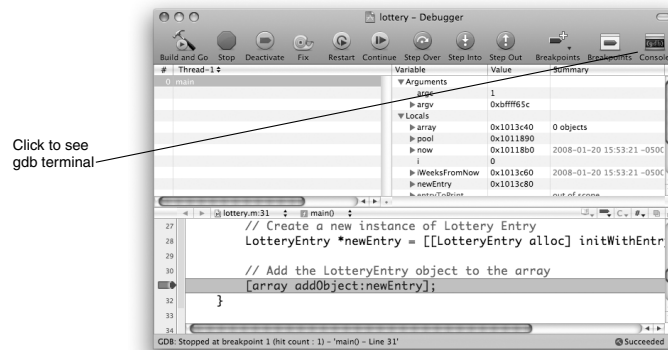 lottery – Debugger
Build and Go Stop Deactivate Fix Restart Continue Step Over Step Into Step Out Breakpoints Breakpoints Console
# Thread-1 Variable Value Summary
0 main
Arguments
argc 1
argv 0xbffff65c
Locals
array 0x1013c40 0 objects
pool 0x1011890
now 0x10118b0 2008-01-20 15:53:21 -0500
i 0
iWeeksFromNow 0x1013c60 2008-01-20 15:53:21 -0500
newEntry 0x1013c80
entryToPrint out of scope
Click to see
gdb terminal
lottery.m:31 main()
27 // Create a new instance of Lottery Entry
28 LotteryEntry *newEntry = [[LotteryEntry alloc] initWithEntr
29
30 // Add the LotteryEntry object to the array
[array addObject:newEntry];
32 }
33
34
GDB: Stopped at breakpoint 1 (hit count : 1) – 'main() – Line 31' Succeeded